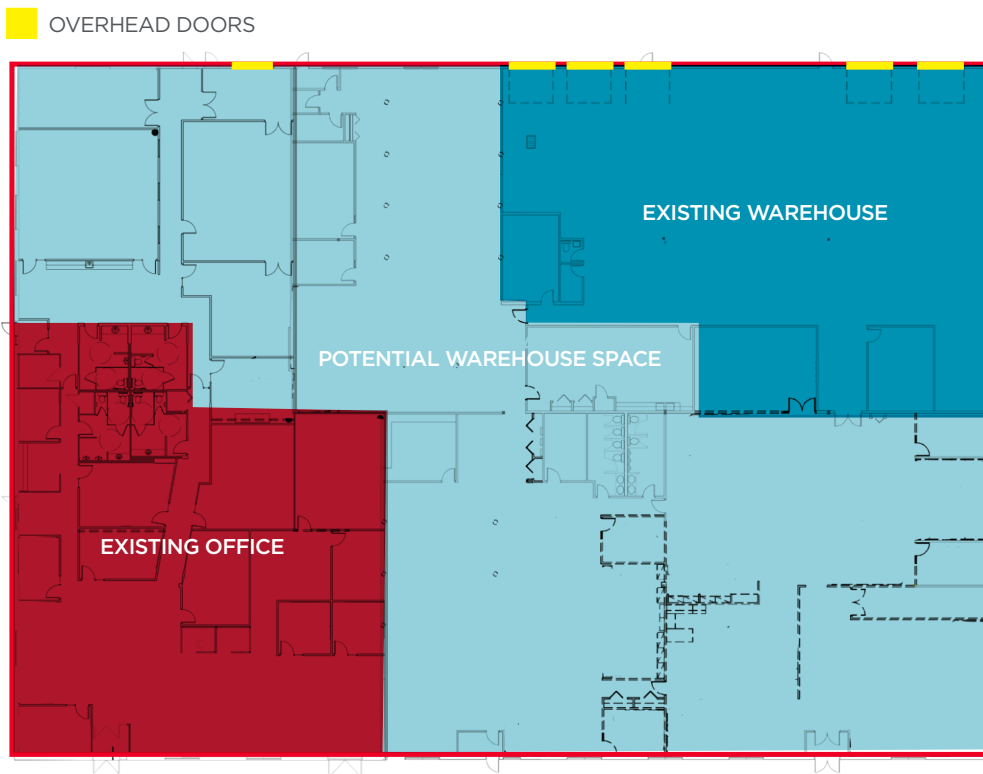 OVERHEAD DOORS
EXISTING WAREHOUSE
POTENTIAL WAREHOUSE SPACE
EXISTING OFFICE